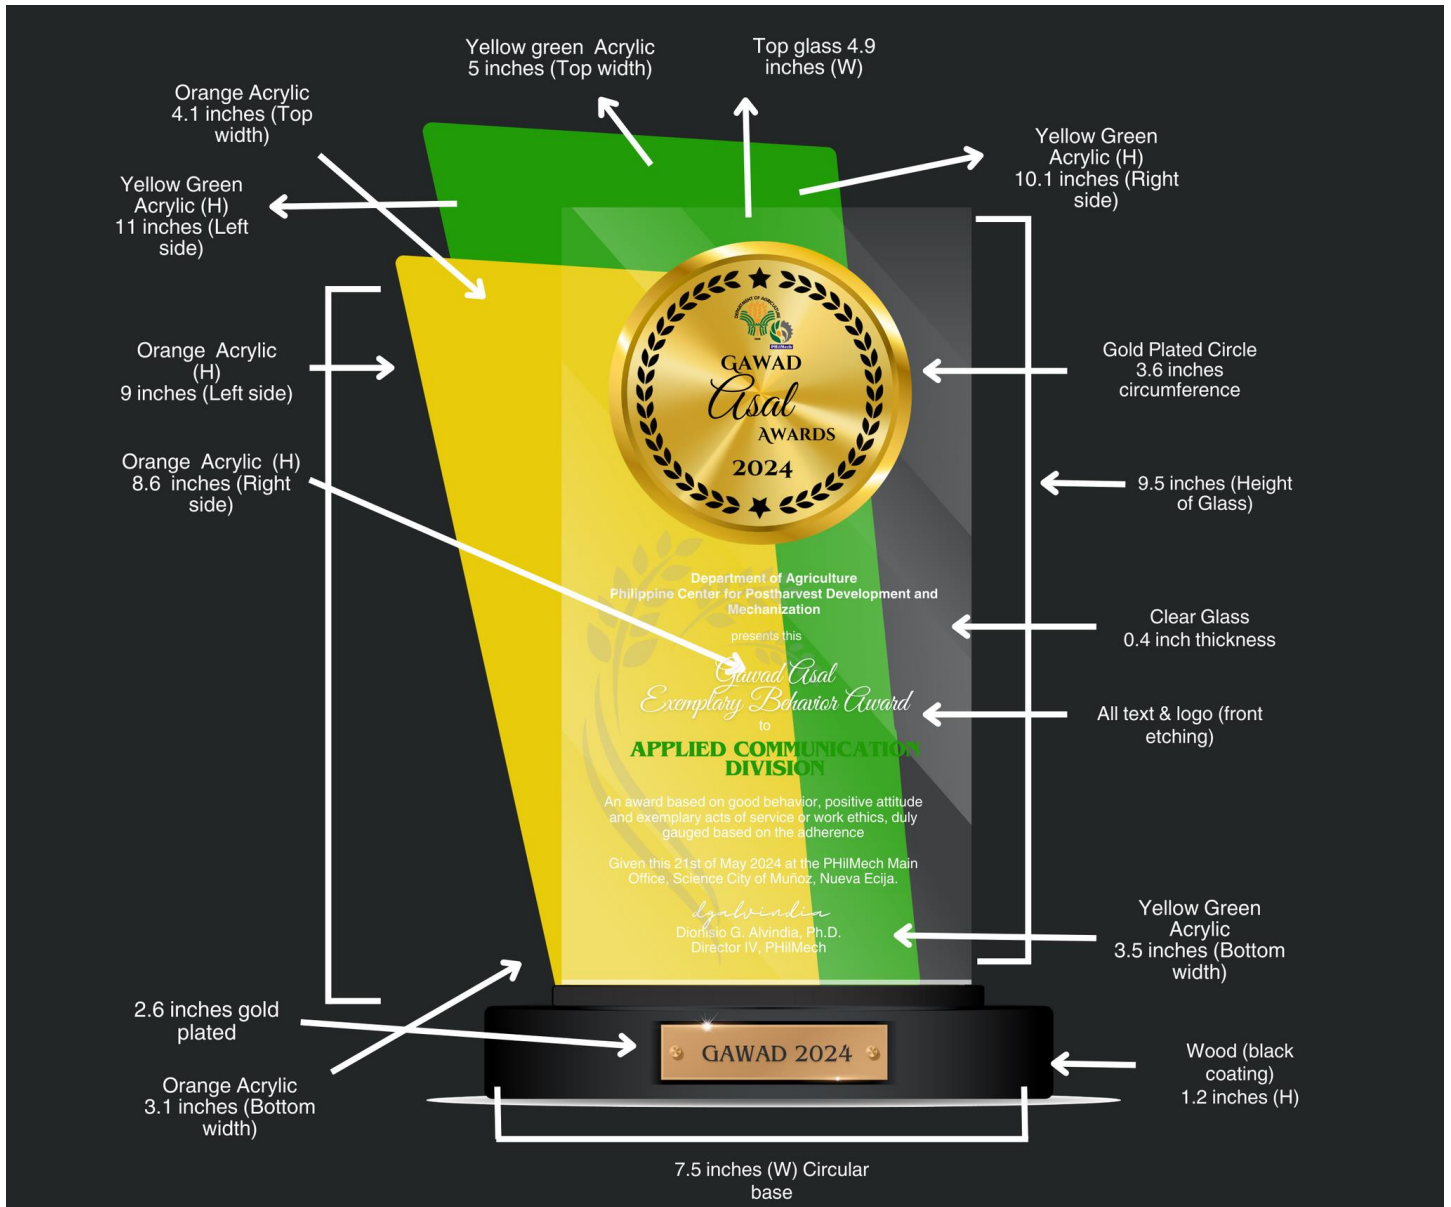 Yellow green Acrylic
5 inches (Top width)
Top glass 4.9
inches (W)
Orange Acrylic
4.1 inches (Top
width)
Yellow Green
Acrylic (H)
10.1 inches (Right
side)
Yellow Green
Acrylic (H)
11 inches (Left
side)
DEPARTMENT OF AGRICULTURE
PHilMech
GAWAD
Asal
AWARDS
2024
Orange Acrylic
(H)
9 inches (Left side)
Gold Plated Circle
3.6 inches
circumference
Orange Acrylic (H)
8.6 inches (Right
side)
9.5 inches (Height
of Glass)
Department of Agriculture
Philippine Center for Postharvest Development and
Mechanization
presents this
Gawad Asal
Exemplary Behavior Award
to
APPLIED COMMUNICATION
DIVISION
An award based on good behavior, positive attitude
and exemplary acts of service or work ethics, duly
gauged based on the adherence
Given this 21st of May 2024 at the PHilMech Main
Office, Science City of Muñoz, Nueva Ecija.
dgalvindia
Dionisio G. Alvindia, Ph.D.
Director IV, PHilMech
Clear Glass
0.4 inch thickness
All text & logo (front
etching)
Yellow Green
Acrylic
3.5 inches (Bottom
width)
2.6 inches gold
plated
GAWAD 2024
Wood (black
coating)
1.2 inches (H)
Orange Acrylic
3.1 inches (Bottom
width)
7.5 inches (W) Circular
base